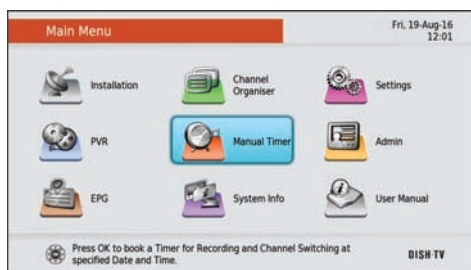 Main Menu
Fri, 19-Aug-16
12:01
Installation
Channel
Organiser
Settings
PVR
Manual Timer
Admin
EPG
System Info
User Manual
Press OK to book a Timer for Recording and Channel Switching at
specified Date and Time.
DISH TV